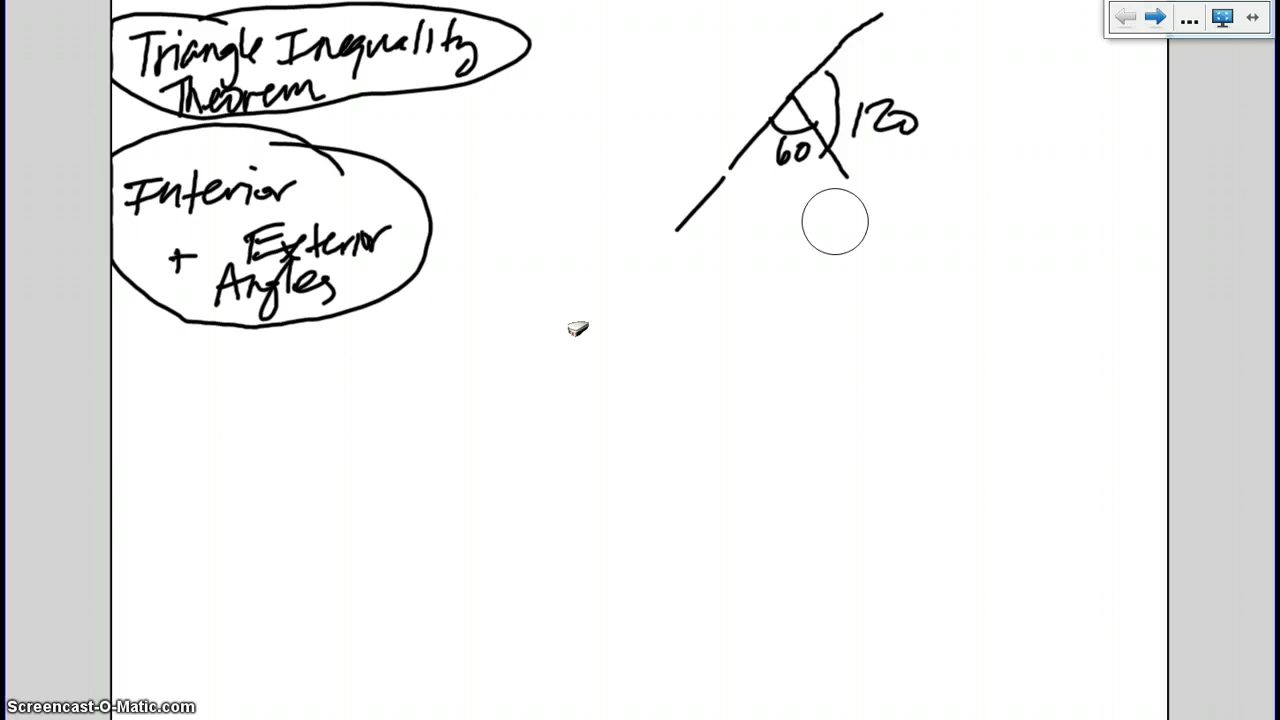 Triangle Inequality
Theorem
Interior
+ Exterior
Angles
60
120
...
Screencast-O-Matic.com